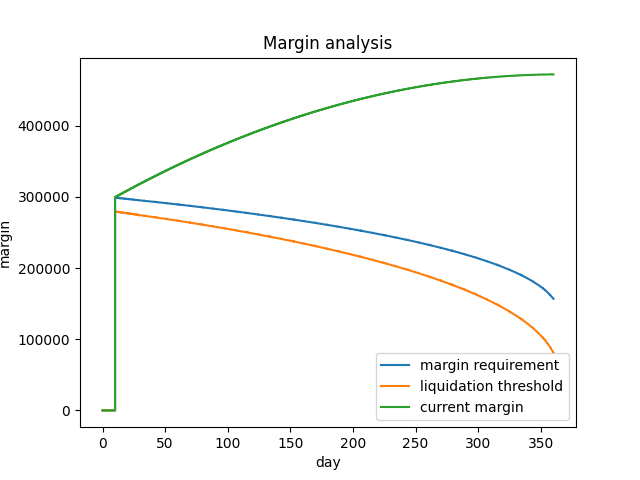 Margin analysis
margin
400000
300000
200000
100000
0
margin requirement
liquidation threshold
current margin
0 50 100 150 200 250 300 350
day